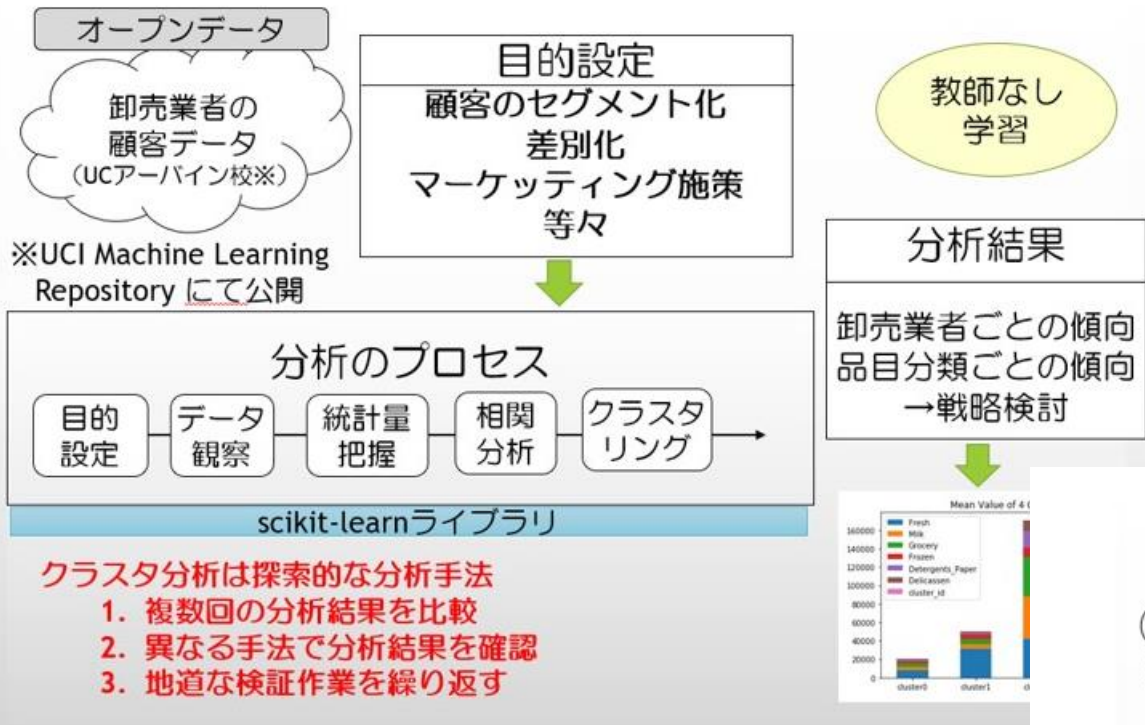 オープンデータ
卸売業者の
顧客データ
（UCアーバイン校※）
※UCI Machine Learning
Repository にて公開
目的設定
顧客のセグメント化
差別化
マーケッティング施策
等々
教師なし
学習
分析のプロセス
目的
設定
データ
観察
統計量
把握
相関
分析
クラスタ
リング
scikit-learnライブラリ
クラスタ分析は探索的な分析手法
1. 複数回の分析結果を比較
2. 異なる手法で分析結果を確認
3. 地道な検証作業を繰り返す
分析結果
卸売業者ごとの傾向
品目分類ごとの傾向
→戦略検討
Mean Value of 4
160000
140000
120000
100000
80000
60000
40000
20000
0
Fresh
Milk
Grocery
Frozen
Detergents_Paper
Delicassen
cluster_id
cluster0
cluster1